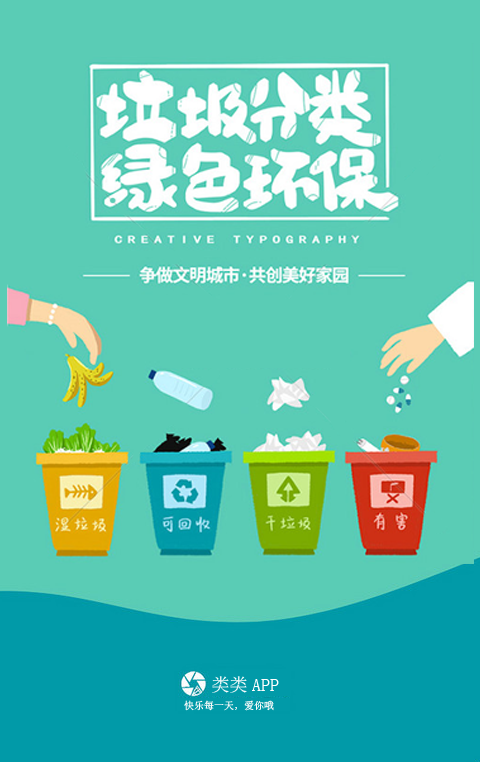 垃圾分类
绿色环保
CREATIVE TYPOGRAPHY
争做文明城市·共创美好家园
湿垃圾
可回收
干垃圾
有害
类类 APP
快乐每一天，爱你哦